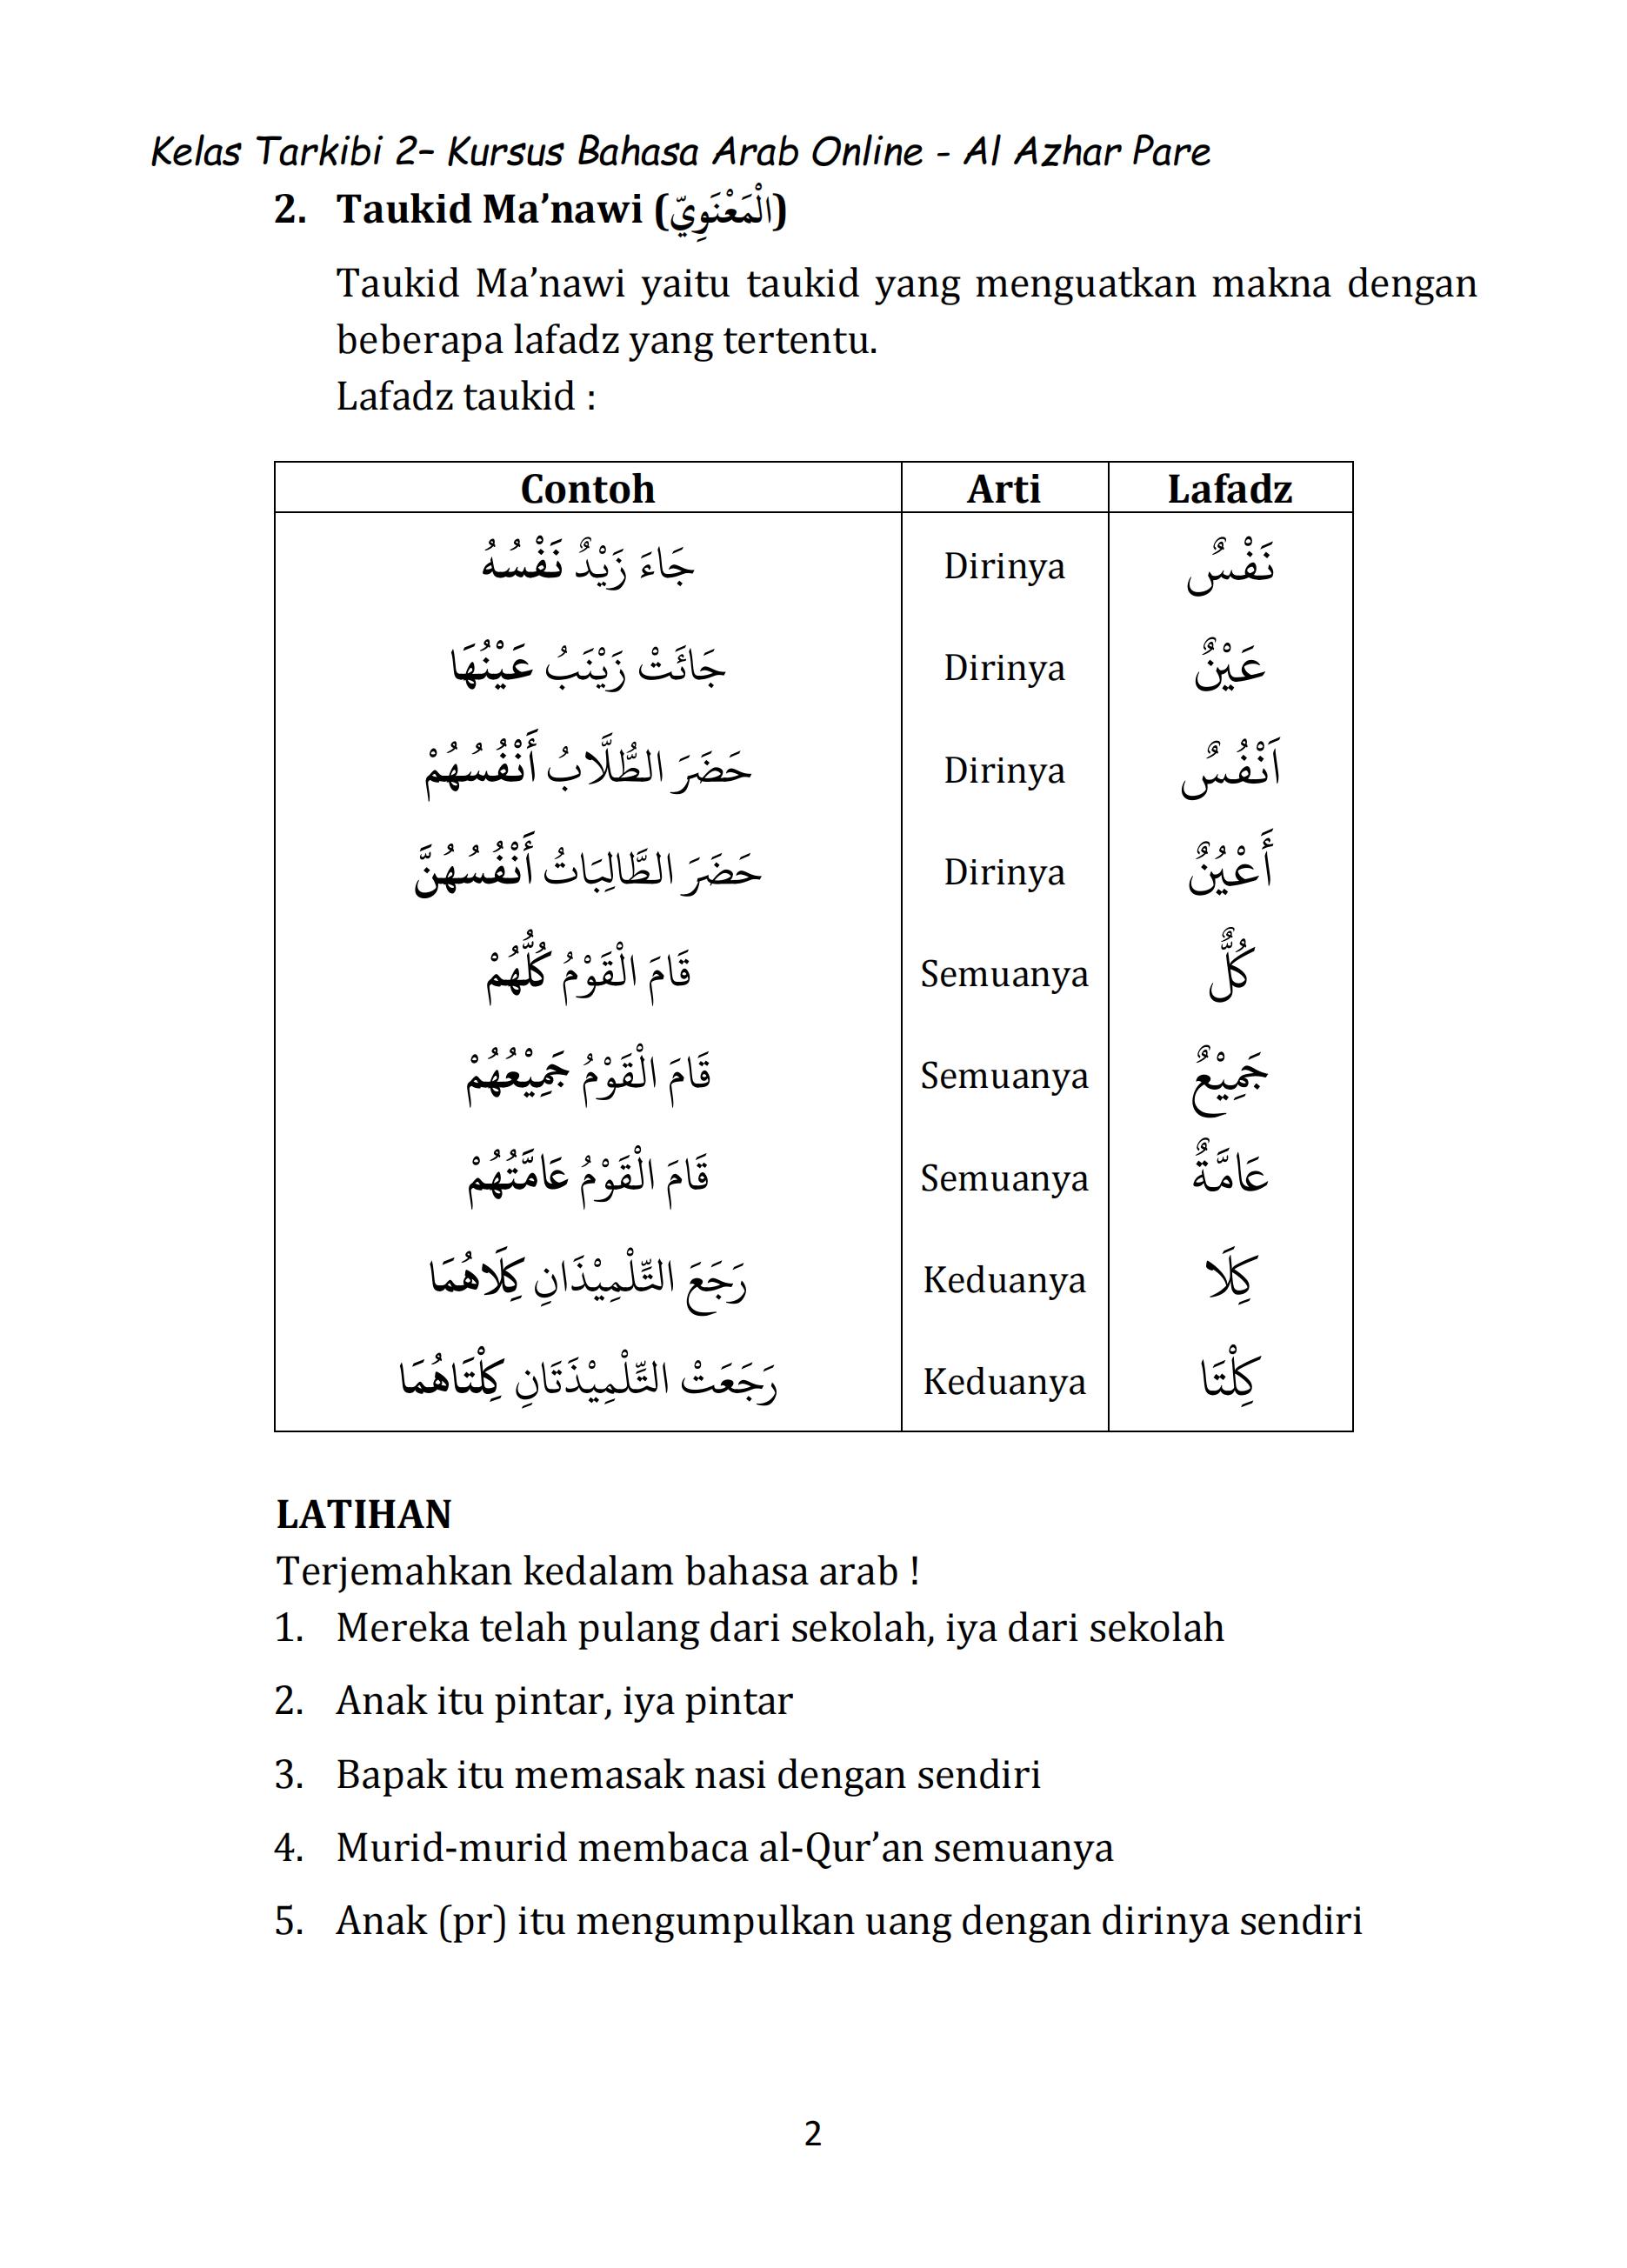 Kelas Tarkibi 2– Kursus Bahasa Arab Online - Al Azhar Pare
2. Taukid Ma’nawi (الْمَعْنَوِيّ)
Taukid Ma’nawi yaitu taukid yang menguatkan makna dengan
beberapa lafadz yang tertentu.
Lafadz taukid :
Contoh Arti Lafadz
جَاءَ زَيْدٌ نَفْسُهُ Dirinya نَفْسٌ
جَائَتْ زَيْنَبُ عَيْنُهَا Dirinya عَيْنٌ
حَضَرَ الطُّلَّابُ أَنْفُسُهُمْ Dirinya اَنْفُسٌ
حَضَرَ الطَّالِبَاتُ أَنْفُسُهُنَّ Dirinya أَعْيُنٌ
قَامَ الْقَوْمُ كُلُّهُمْ Semuanya كُلٌّ
قَامَ الْقَوْمُ جَمِيْعُهُمْ Semuanya جَمِيْعٌ
قَامَ الْقَوْمُ عَامَّتُهُمْ Semuanya عَامَّةٌ
رَجَعَ التِّلْمِيْذَانِ كِلَاهُمَا Keduanya كِلَا
رَجَعَتْ التِّلْمِيْذَتَانِ كِلْتَاهُمَا Keduanya كِلْتَا
LATIHAN
Terjemahkan kedalam bahasa arab !
1. Mereka telah pulang dari sekolah, iya dari sekolah
2. Anak itu pintar, iya pintar
3. Bapak itu memasak nasi dengan sendiri
4. Murid-murid membaca al-Qur’an semuanya
5. Anak (pr) itu mengumpulkan uang dengan dirinya sendiri
2